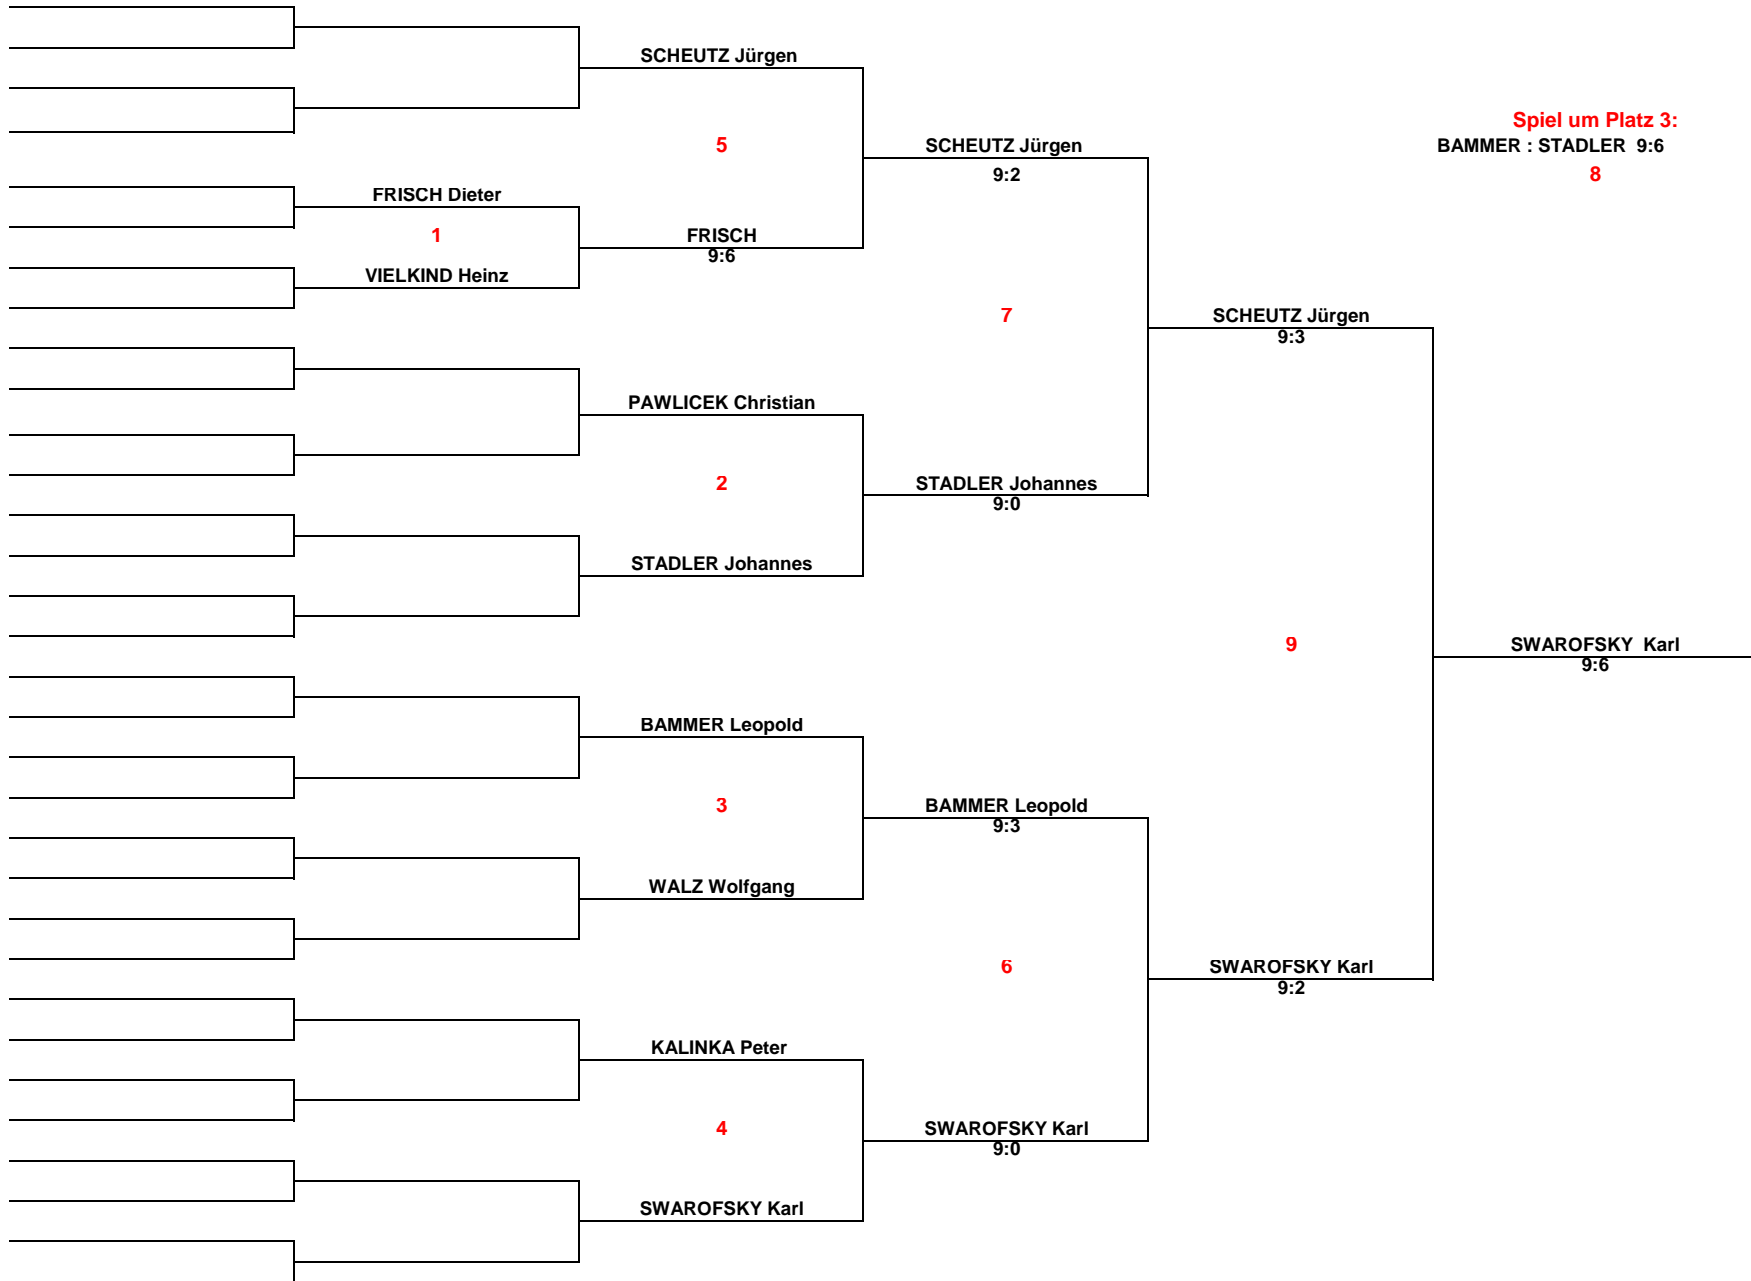 SCHEUTZ Jürgen
Spiel um Platz 3:
5
SCHEUTZ Jürgen
BAMMER : STADLER 9:6
9:2
8
FRISCH Dieter
1
FRISCH
9:6
VIELKIND Heinz
7
SCHEUTZ Jürgen
9:3
PAWLICEK Christian
2
STADLER Johannes
9:0
STADLER Johannes
9
SWAROFSKY Karl
9:6
BAMMER Leopold
3
BAMMER Leopold
9:3
WALZ Wolfgang
6
SWAROFSKY Karl
9:2
KALINKA Peter
4
SWAROFSKY Karl
9:0
SWAROFSKY Karl